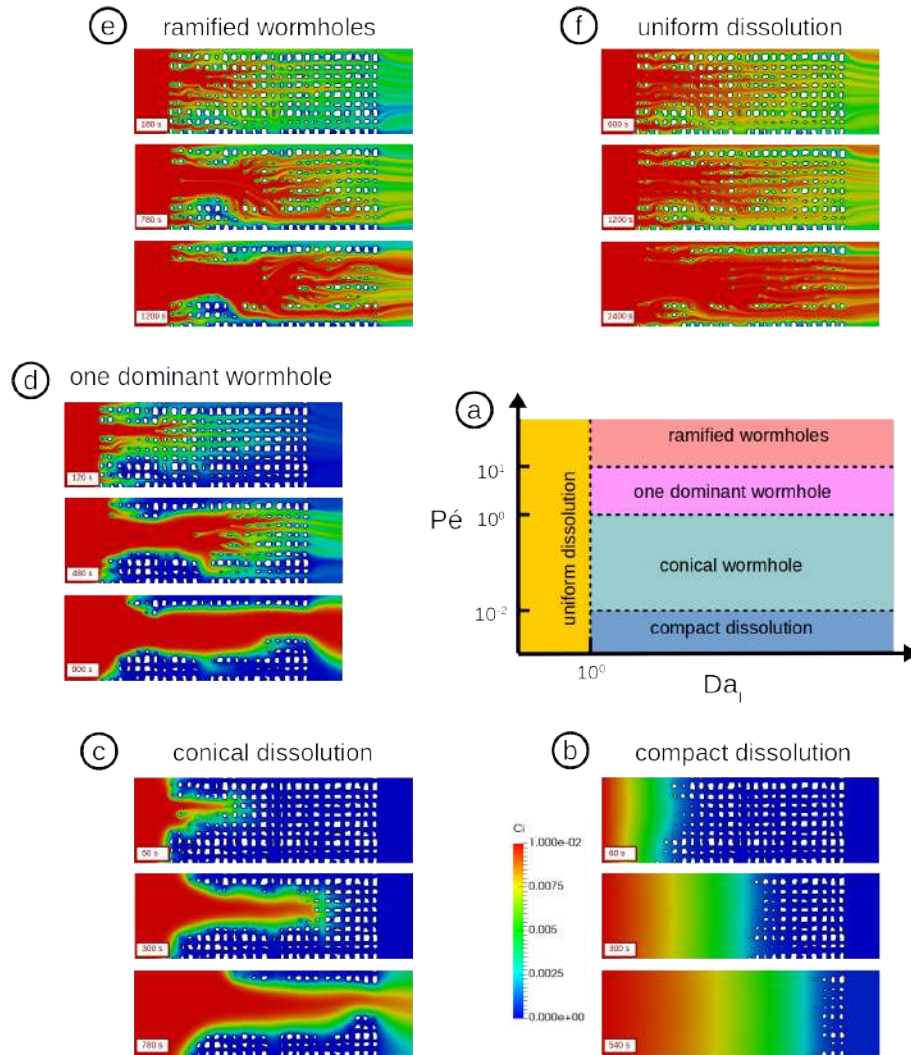 e ramified wormholes
180 s
780 s
1200 s
f uniform dissolution
600 s
1200 s
2400 s
d one dominant wormhole
120 s
480 s
900 s
a
Pé
10¹
10⁰
10⁻²
uniform dissolution
ramified wormholes
one dominant wormhole
conical wormhole
compact dissolution
10⁰
Da_I
c conical dissolution
60 s
300 s
780 s
Ci
1.000e-02
0.0075
0.005
0.0025
0.000e+00
b compact dissolution
60 s
300 s
540 s